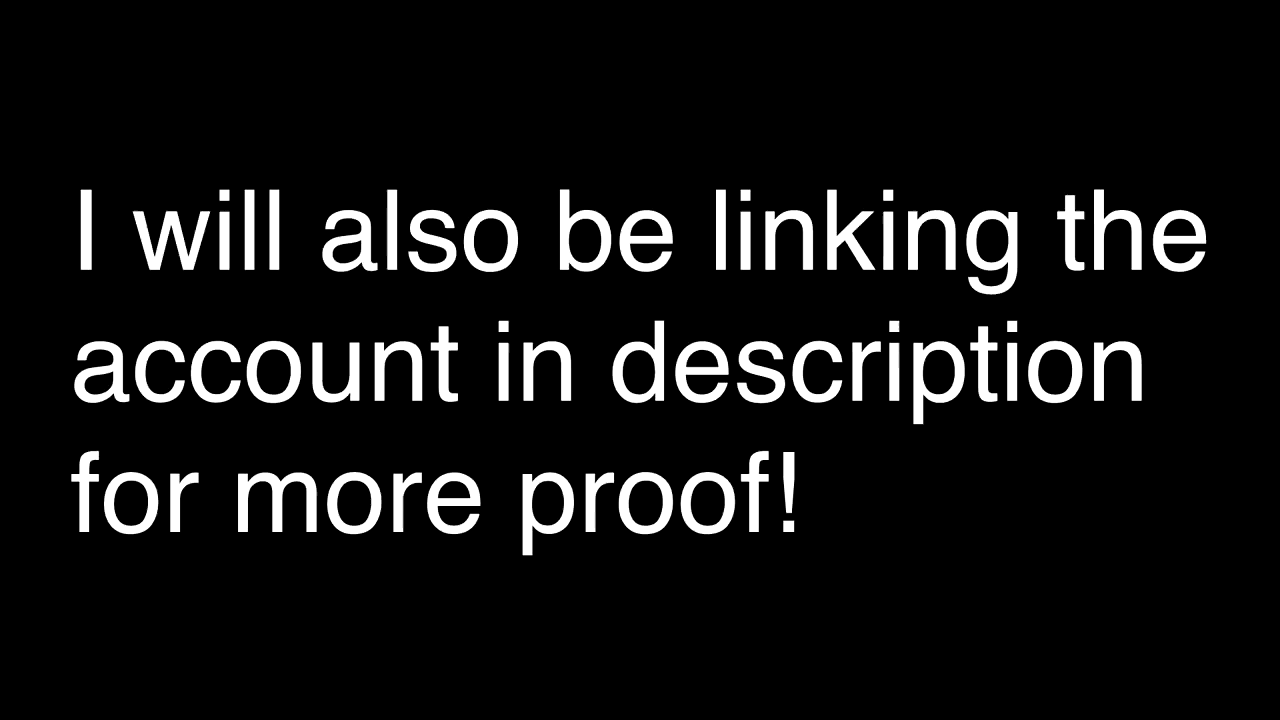 I will also be linking the
account in description
for more proof!